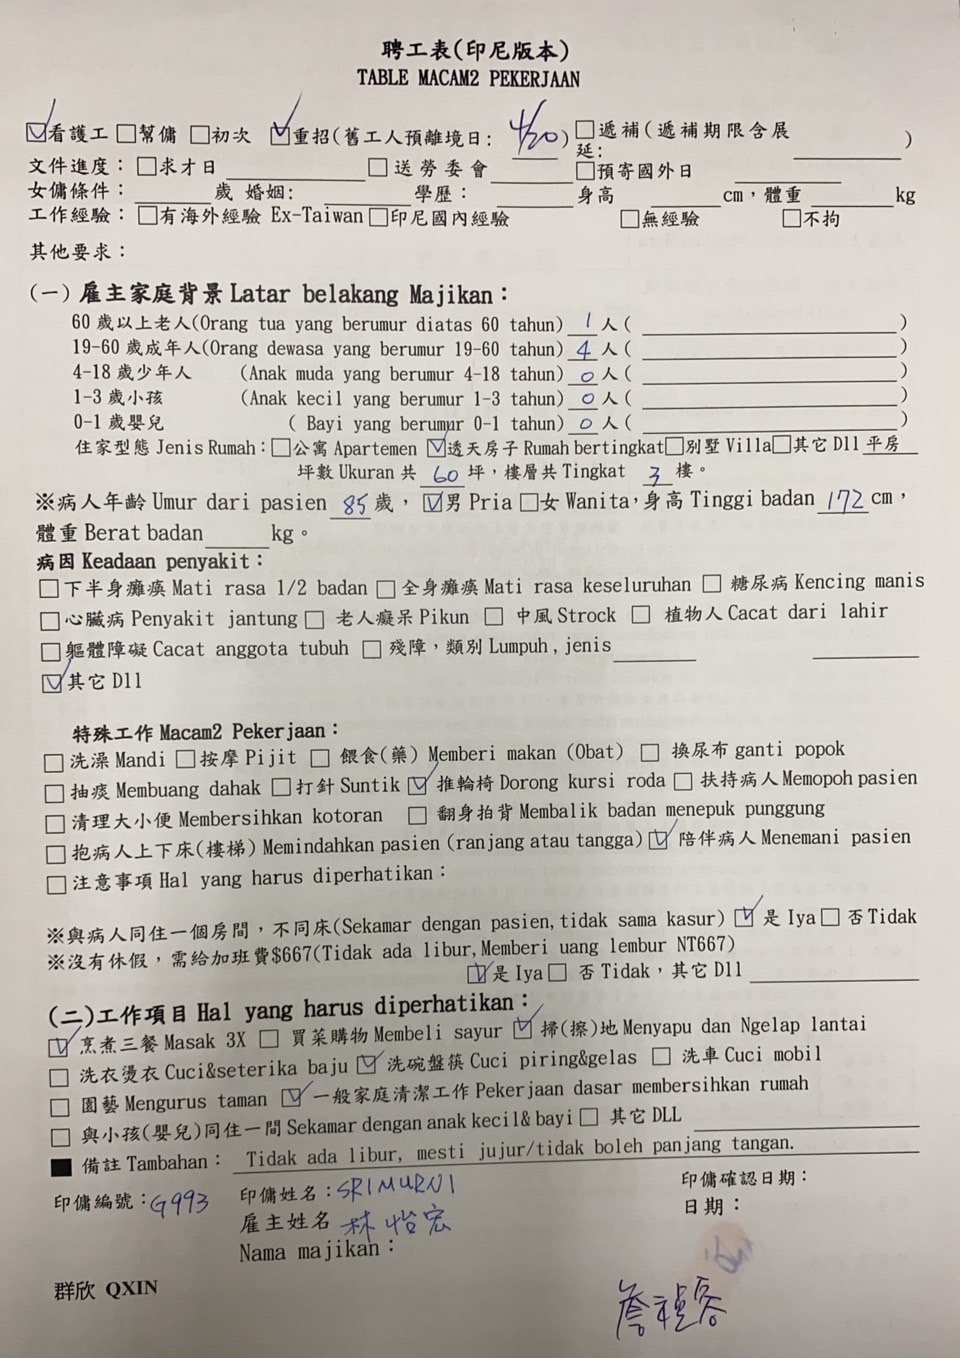 聘工表(印尼版本)
TABLE MACAM2 PEKERJAAN
☑看護工 □幫傭 □初次 ☑重招(舊工人預離境日: 4/20) □遞補(遞補期限含展延: )
文件進度：□求才日 □送勞委會 □預寄國外日
女傭條件：歲 婚姻: 學歷： 身高 cm，體重 kg
工作經驗：□有海外經驗 Ex-Taiwan □印尼國內經驗 □無經驗 □不拘
其他要求：
(一) 雇主家庭背景 Latar belakang Majikan：
60 歲以上老人(Orang tua yang berumur diatas 60 tahun) 1 人( )
19-60 歲成年人(Orang dewasa yang berumur 19-60 tahun) 4 人( )
4-18 歲少年人 (Anak muda yang berumur 4-18 tahun) 0 人( )
1-3 歲小孩 (Anak kecil yang berumur 1-3 tahun) 0 人( )
0-1 歲嬰兒 ( Bayi yang berumur 0-1 tahun) 0 人( )
住家型態 Jenis Rumah：□公寓 Apartemen ☑透天房子 Rumah bertingkat □別墅 Villa □其它 Dll 平房
坪數 Ukuran 共 60 坪，樓層共 Tingkat 3 樓。
※病人年齡 Umur dari pasien 85 歲，☑男 Pria □女 Wanita，身高 Tinggi badan 172 cm，
體重 Berat badan kg。
病因 Keadaan penyakit：
□下半身癱瘓 Mati rasa 1/2 badan □全身癱瘓 Mati rasa keseluruhan □糖尿病 Kencing manis
□心臟病 Penyakit jantung □老人癡呆 Pikun □中風 Strock □植物人 Cacat dari lahir
□軀體障礙 Cacat anggota tubuh □殘障，類別 Lumpuh, jenis
☑其它 Dll
特殊工作 Macam2 Pekerjaan：
□洗澡 Mandi □按摩 Pijit □餵食(藥) Memberi makan (Obat) □換尿布 ganti popok
□抽痰 Membuang dahak □打針 Suntik ☑推輪椅 Dorong kursi roda □扶持病人 Memopoh pasien
□清理大小便 Membersihkan kotoran □翻身拍背 Membalik badan menepuk punggung
□抱病人上下床(樓梯) Memindahkan pasien (ranjang atau tangga) ☑陪伴病人 Menemani pasien
□注意事項 Hal yang harus diperhatikan：
※與病人同住一個房間，不同床(Sekamar dengan pasien, tidak sama kasur) ☑是 Iya □否 Tidak
※沒有休假，需給加班費$667(Tidak ada libur, Memberi uang lembur NT667)
☑是 Iya □否 Tidak，其它 Dll
(二)工作項目 Hal yang harus diperhatikan：
☑烹煮三餐 Masak 3X □買菜購物 Membeli sayur ☑掃(擦)地 Menyapu dan Ngelap lantai
□洗衣燙衣 Cuci&seterika baju ☑洗碗盤筷 Cuci piring&gelas □洗車 Cuci mobil
□園藝 Mengurus taman ☑一般家庭清潔工作 Pekerjaan dasar membersihkan rumah
□與小孩(嬰兒)同住一間 Sekamar dengan anak kecil& bayi □其它 DLL
■備註 Tambahan： Tidak ada libur, mesti jujur/tidak boleh panjang tangan.
印傭編號：G993 印傭姓名：SRIMURNI 印傭確認日期：
雇主姓名 林怡宏 日期：
Nama majikan：
群欣 QXIN